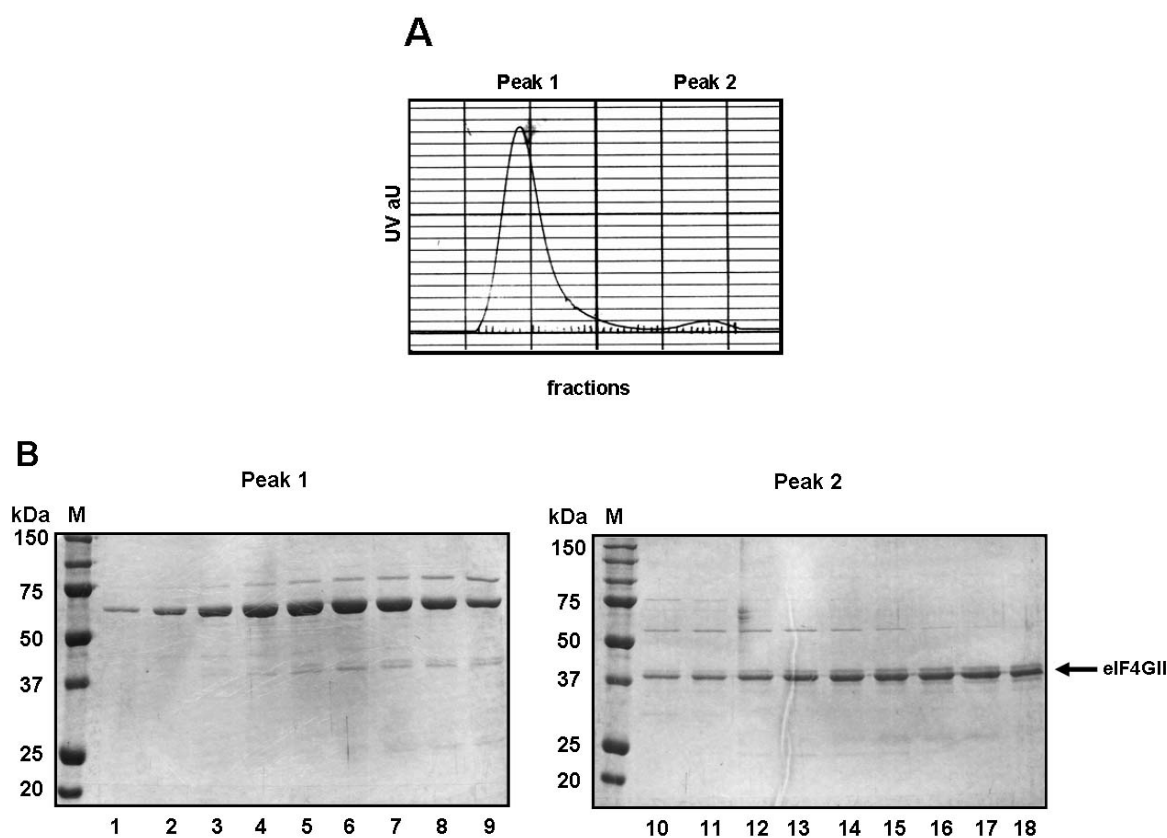 A
Peak 1 Peak 2
UV aU
fractions
B
Peak 1
kDa M
150
75
50
37
25
20
1 2 3 4 5 6 7 8 9
Peak 2
kDa M
150
75
50
37
25
20
eIF4GII
10 11 12 13 14 15 16 17 18